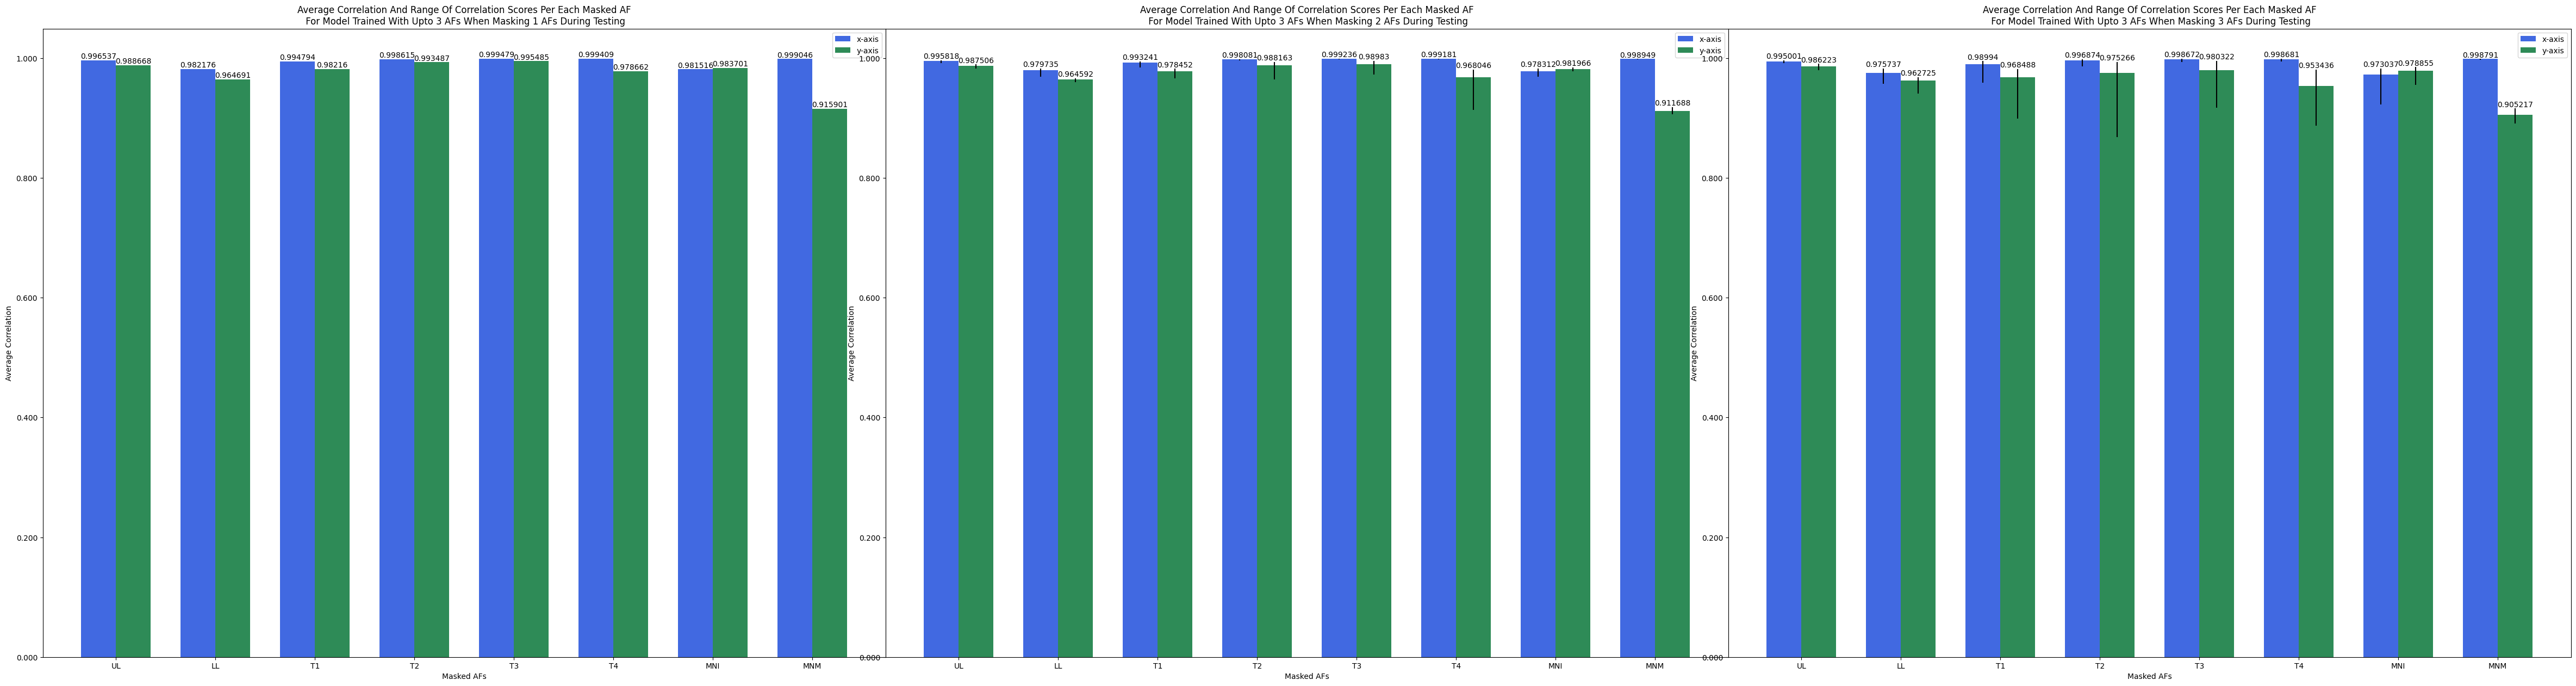 Average Correlation And Range Of Correlation Scores Per Each Masked AF
For Model Trained With Upto 3 AFs When Masking 1 AFs During Testing
x-axis
y-axis
1.000
0.800
0.600
0.400
0.200
0.000
Average Correlation
0.996537
0.988668
0.982176
0.964691
0.994794
0.98216
0.998615
0.993487
0.999479
0.995485
0.999409
0.978662
0.981516
0.983701
0.999046
0.915901
UL
LL
T1
T2
T3
T4
MNI
MNM
Masked AFs
Average Correlation And Range Of Correlation Scores Per Each Masked AF
For Model Trained With Upto 3 AFs When Masking 2 AFs During Testing
x-axis
y-axis
1.000
0.800
0.600
0.400
0.200
0.000
Average Correlation
0.995818
0.987506
0.979735
0.964592
0.993241
0.978452
0.998081
0.988163
0.999236
0.98983
0.999181
0.968046
0.978312
0.981966
0.998949
0.911688
UL
LL
T1
T2
T3
T4
MNI
MNM
Masked AFs
Average Correlation And Range Of Correlation Scores Per Each Masked AF
For Model Trained With Upto 3 AFs When Masking 3 AFs During Testing
x-axis
y-axis
1.000
0.800
0.600
0.400
0.200
0.000
Average Correlation
0.995001
0.986223
0.975737
0.962725
0.98994
0.968488
0.996874
0.975266
0.998672
0.980322
0.998681
0.953436
0.973037
0.978855
0.998791
0.905217
UL
LL
T1
T2
T3
T4
MNI
MNM
Masked AFs